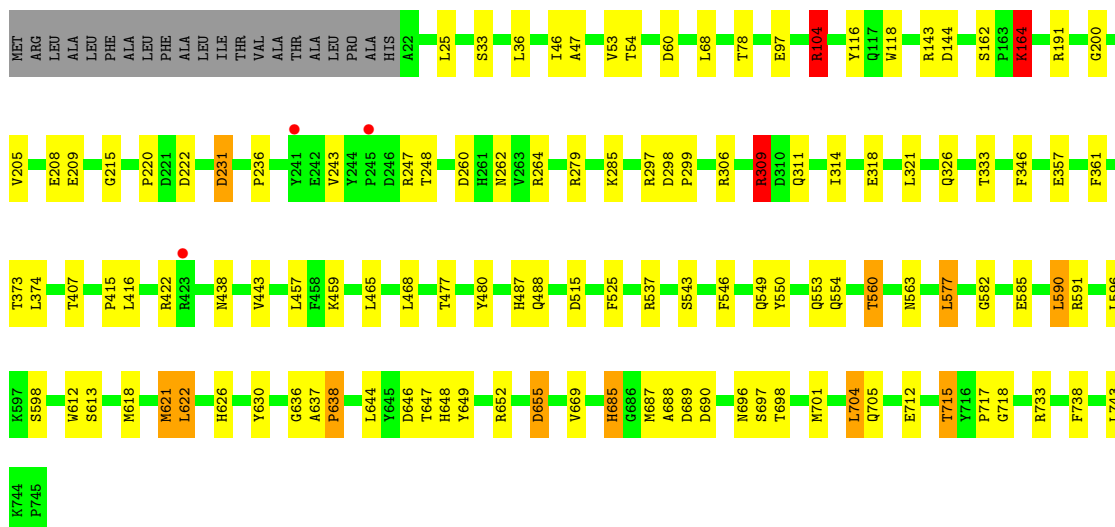 MET ARG LEU ALA LEU PHE ALA LEU PHE ALA LEU ILE THR VAL ALA THR ALA LEU PRO ALA HIS A22 L25 S33 L36 I46 A47 V53 T54 D60 L68 T78 E97 R104 Y116 Q117 W118 R143 D144 S162 P163 K164 R191 G200
V205 E208 E209 G215 P220 D221 D222 D231 P236 Y241 E242 V243 Y244 P245 D246 R247 T248 D260 H261 N262 V263 R264 R279 K285 R297 D298 P299 R306 R309 D310 Q311 I314 E318 L321 Q326 T333 F346 E357 F361
T373 L374 T407 P415 L416 R422 R423 N438 V443 L457 F458 K459 L465 L468 T477 Y480 H487 Q488 D515 F525 R537 S543 F546 Q549 Y550 Q553 Q554 T560 N563 L577 G582 E585 L590 R591 L596
K597 S598 W612 S613 M618 M621 L622 H626 Y630 G636 A637 P638 L644 Y645 D646 T647 H648 Y649 R652 D655 V669 H685 G686 M687 A688 D689 D690 N696 S697 T698 M701 L704 Q705 E712 T715 Y716 P717 G718 R733 F738 L743
K744 P745